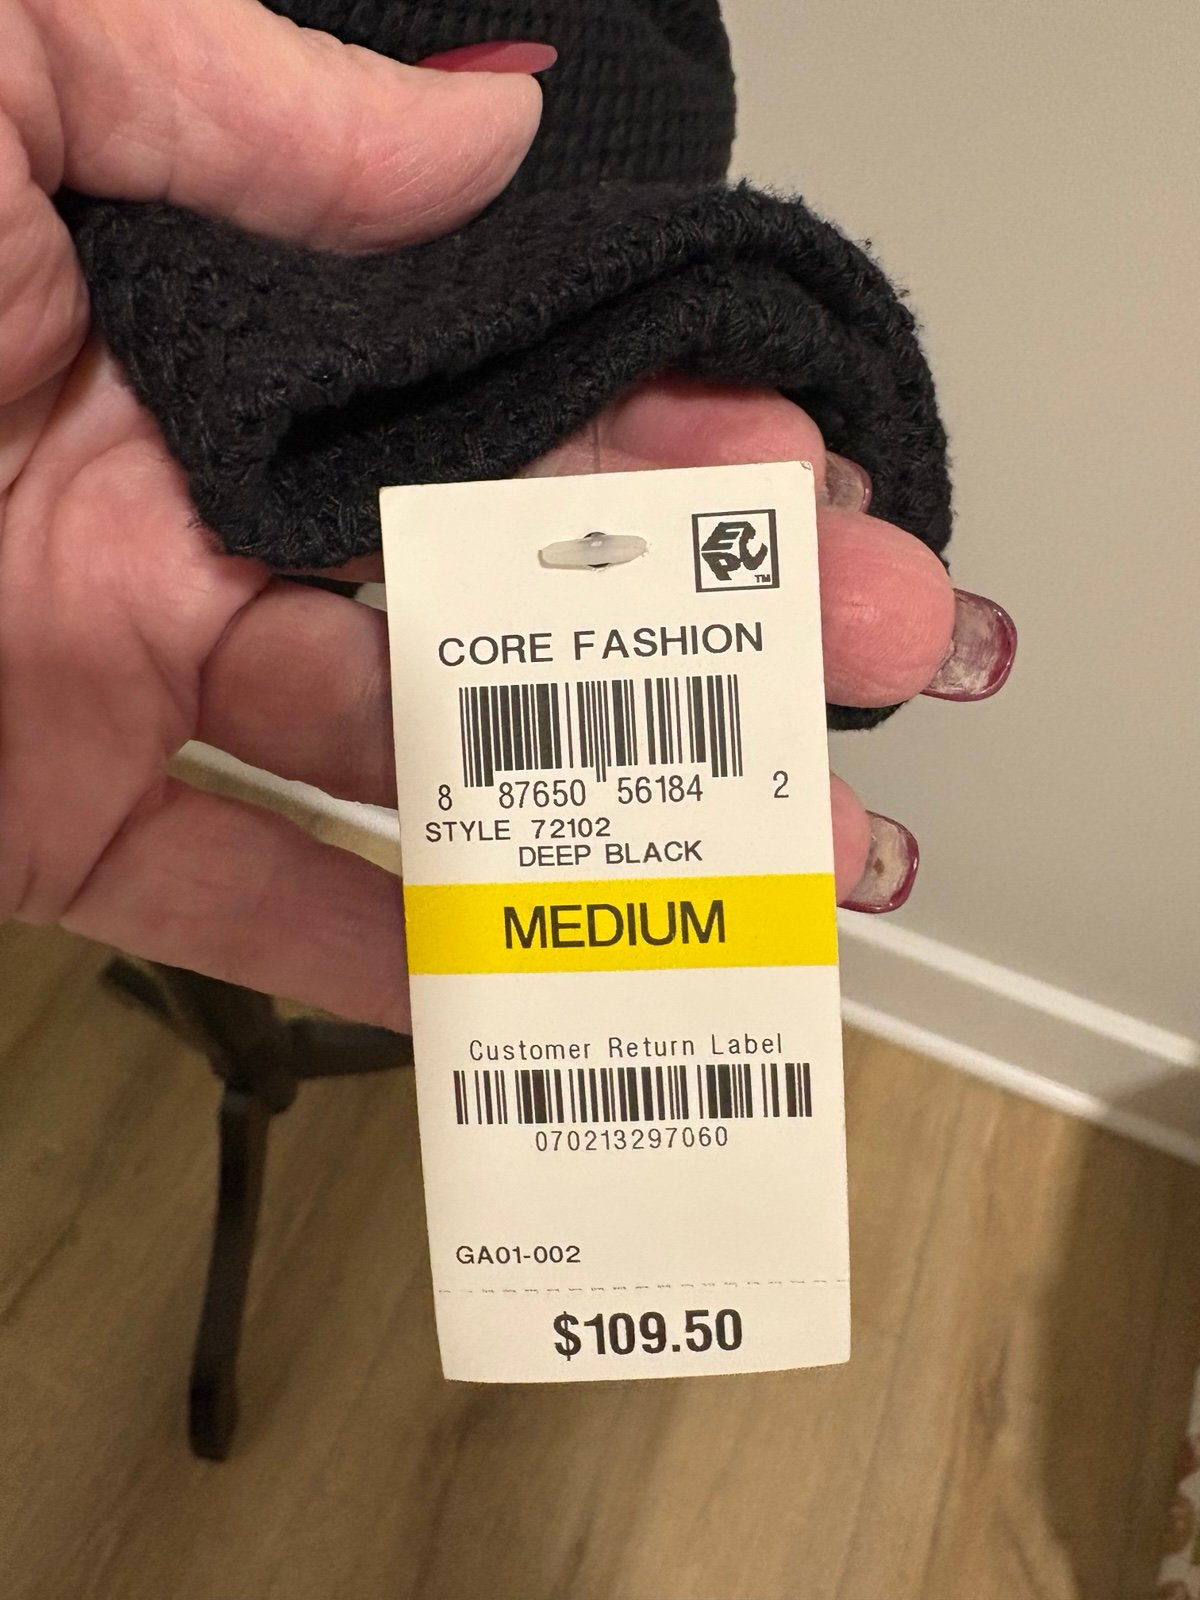 EPC
TM
CORE FASHION
8 87650 56184 2
STYLE 72102
DEEP BLACK
MEDIUM
Customer Return Label
070213297060
GA01-002
$109.50